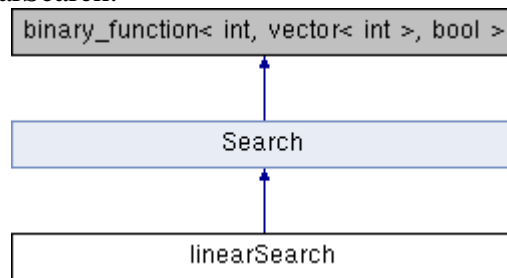 binary_function< int, vector< int >, bool >
Search
linearSearch